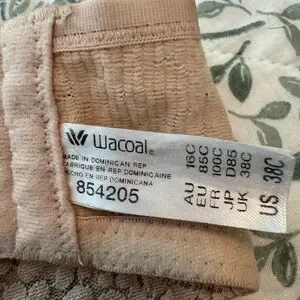 Wacoal®
MADE IN DOMINICAN REP
FABRIQUE EN REP DOMINICAINE
HECHO EN REP DOMINICANA
854205
AU 16C
EU 85C
FR 100C
JP D85
UK 38C
US 38C